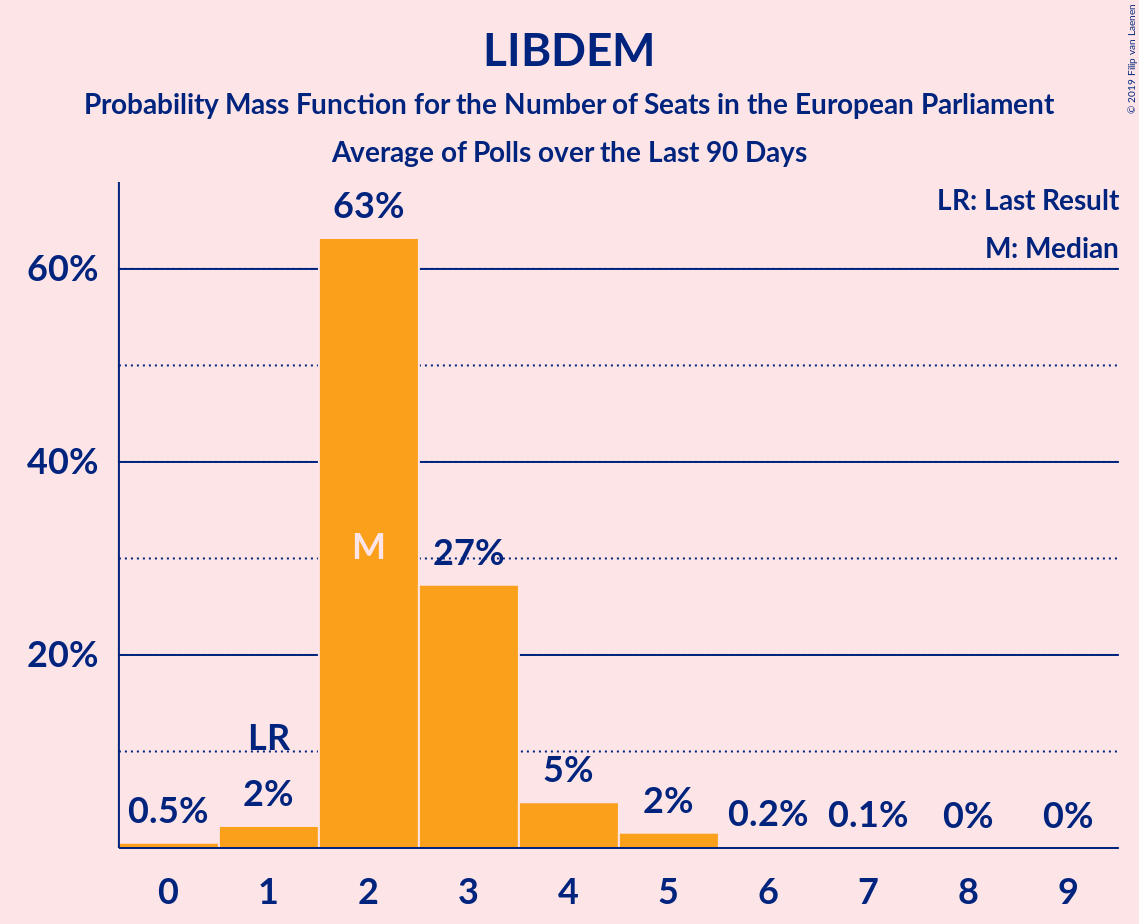 LIBDEM
Probability Mass Function for the Number of Seats in the European Parliament
Average of Polls over the Last 90 Days
© 2019 Filip van Laenen
LR: Last Result
M: Median
63%
60%
40%
M
27%
20%
LR
0.5%
2%
5%
2%
0.2%
0.1%
0%
0%
0 1 2 3 4 5 6 7 8 9